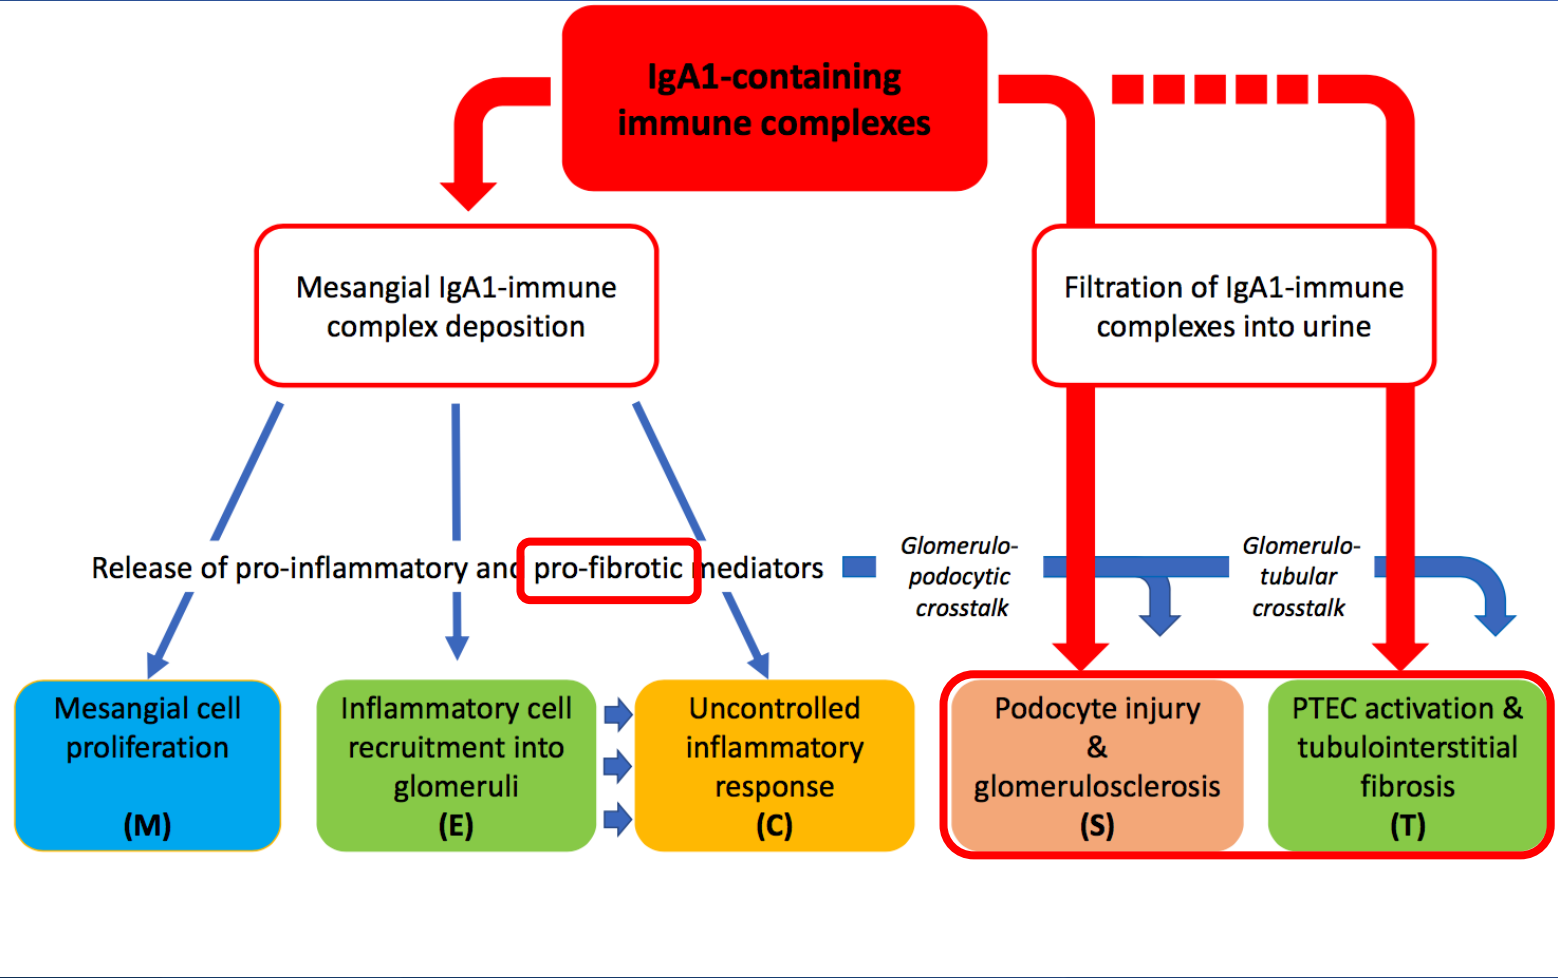 IgA1-containing
immune complexes
Mesangial IgA1-immune
complex deposition
Filtration of IgA1-immune
complexes into urine
Release of pro-inflammatory and pro-fibrotic mediators
Glomerulo-
podocytic
crosstalk
Glomerulo-
tubular
crosstalk
Mesangial cell
proliferation
(M)
Inflammatory cell
recruitment into
glomeruli
(E)
Uncontrolled
inflammatory
response
(C)
Podocyte injury
&
glomerulosclerosis
(S)
PTEC activation &
tubulointerstitial
fibrosis
(T)